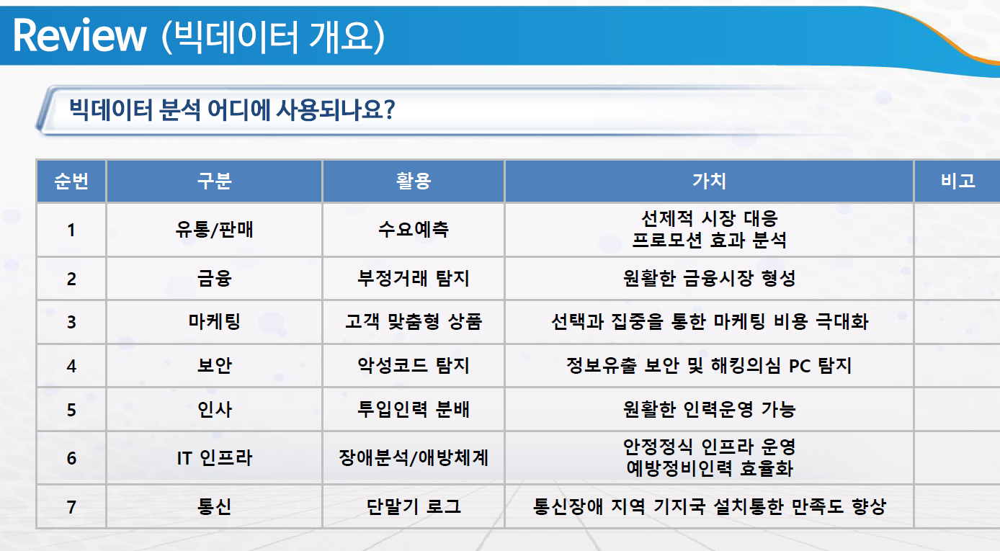 Review (빅데이터 개요)
빅데이터 분석 어디에 사용되나요?
순번 구분 활용 가치 비고
1 유통/판매 수요예측 선제적 시장 대응
프로모션 효과 분석
2 금융 부정거래 탐지 원활한 금융시장 형성
3 마케팅 고객 맞춤형 상품 선택과 집중을 통한 마케팅 비용 극대화
4 보안 악성코드 탐지 정보유출 보안 및 해킹의심 PC 탐지
5 인사 투입인력 분배 원활한 인력운영 가능
6 IT 인프라 장애분석/애방체계 안정정식 인프라 운영
예방정비인력 효율화
7 통신 단말기 로그 통신장애 지역 기지국 설치통한 만족도 향상